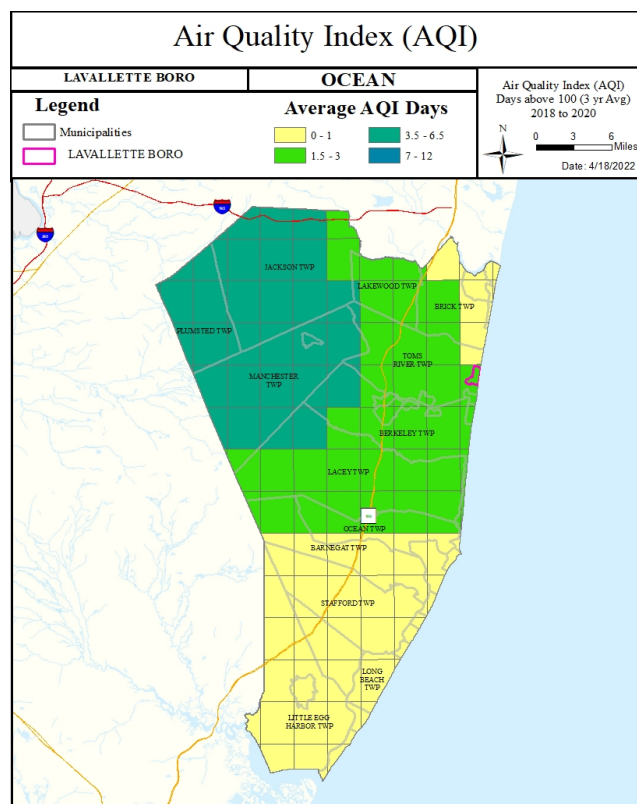 Air Quality Index (AQI)
LAVALLETTE BORO
OCEAN
Legend
Municipalities
LAVALLETTE BORO
Average AQI Days
0 - 1
3.5 - 6.5
1.5 - 3
7 - 12
Air Quality Index (AQI)
Days above 100 (3 yr Avg)
2018 to 2020
N
0 3 6
Miles
Date: 4/18/2022
JACKSON TWP
LAKEWOOD TWP
BRICK TWP
PLUMSTED TWP
TOMS
RIVER TWP
MANCHESTER
TWP
BERKELEY TWP
LACEY TWP
OCEAN TWP
BARNEGAT TWP
STAFFORD TWP
LONG
BEACH
TWP
LITTLE EGG
HARBOR TWP